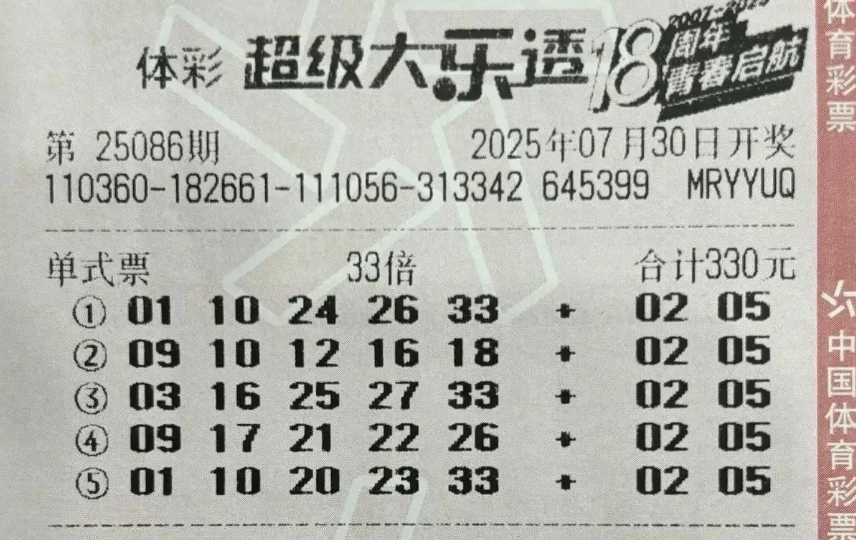 体彩 超级大乐透 18周年 2007-2025
青春启航
第 25086期 2025年07月30日开奖
110360-182661-111056-313342 645399 MRYYUQ
单式票 33倍 合计330元
① 01 10 24 26 33 + 02 05
② 09 10 12 16 18 + 02 05
③ 03 16 25 27 33 + 02 05
④ 09 17 21 22 26 + 02 05
⑤ 01 10 20 23 33 + 02 05
体育彩票
中国体育彩票